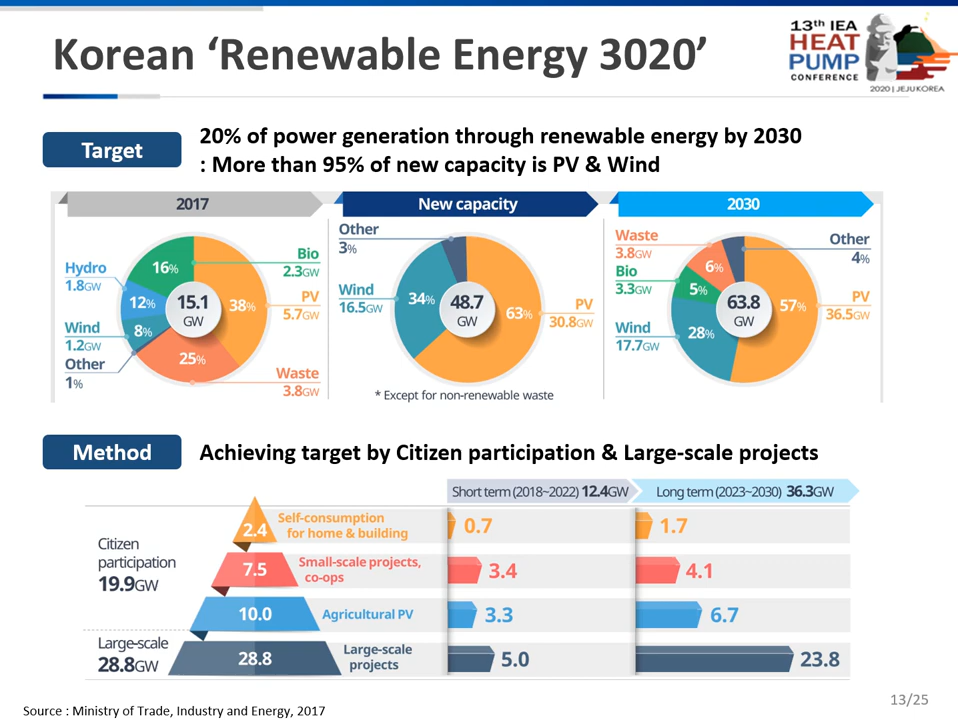 Korean ‘Renewable Energy 3020’
13th IEA
HEAT
PUMP
CONFERENCE
2020 | JEJU KOREA
Target
20% of power generation through renewable energy by 2030
: More than 95% of new capacity is PV & Wind
2017
Hydro
1.8GW
Wind
1.2GW
Other
1%
16%
12%
8%
25%
38%
15.1
GW
Bio
2.3GW
PV
5.7GW
Waste
3.8GW
New capacity
Other
3%
Wind
16.5GW
34%
48.7
GW
63%
PV
30.8GW
* Except for non-renewable waste
2030
Waste
3.8GW
Bio
3.3GW
Wind
17.7GW
6%
5%
28%
63.8
GW
57%
Other
4%
PV
36.5GW
Method
Achieving target by Citizen participation & Large-scale projects
Short term (2018~2022) 12.4GW
Long term (2023~2030) 36.3GW
Citizen
participation
19.9GW
2.4
Self-consumption
for home & building
0.7
1.7
7.5
Small-scale projects,
co-ops
3.4
4.1
10.0
Agricultural PV
3.3
6.7
Large-scale
28.8GW
28.8
Large-scale
projects
5.0
23.8
Source : Ministry of Trade, Industry and Energy, 2017
13/25